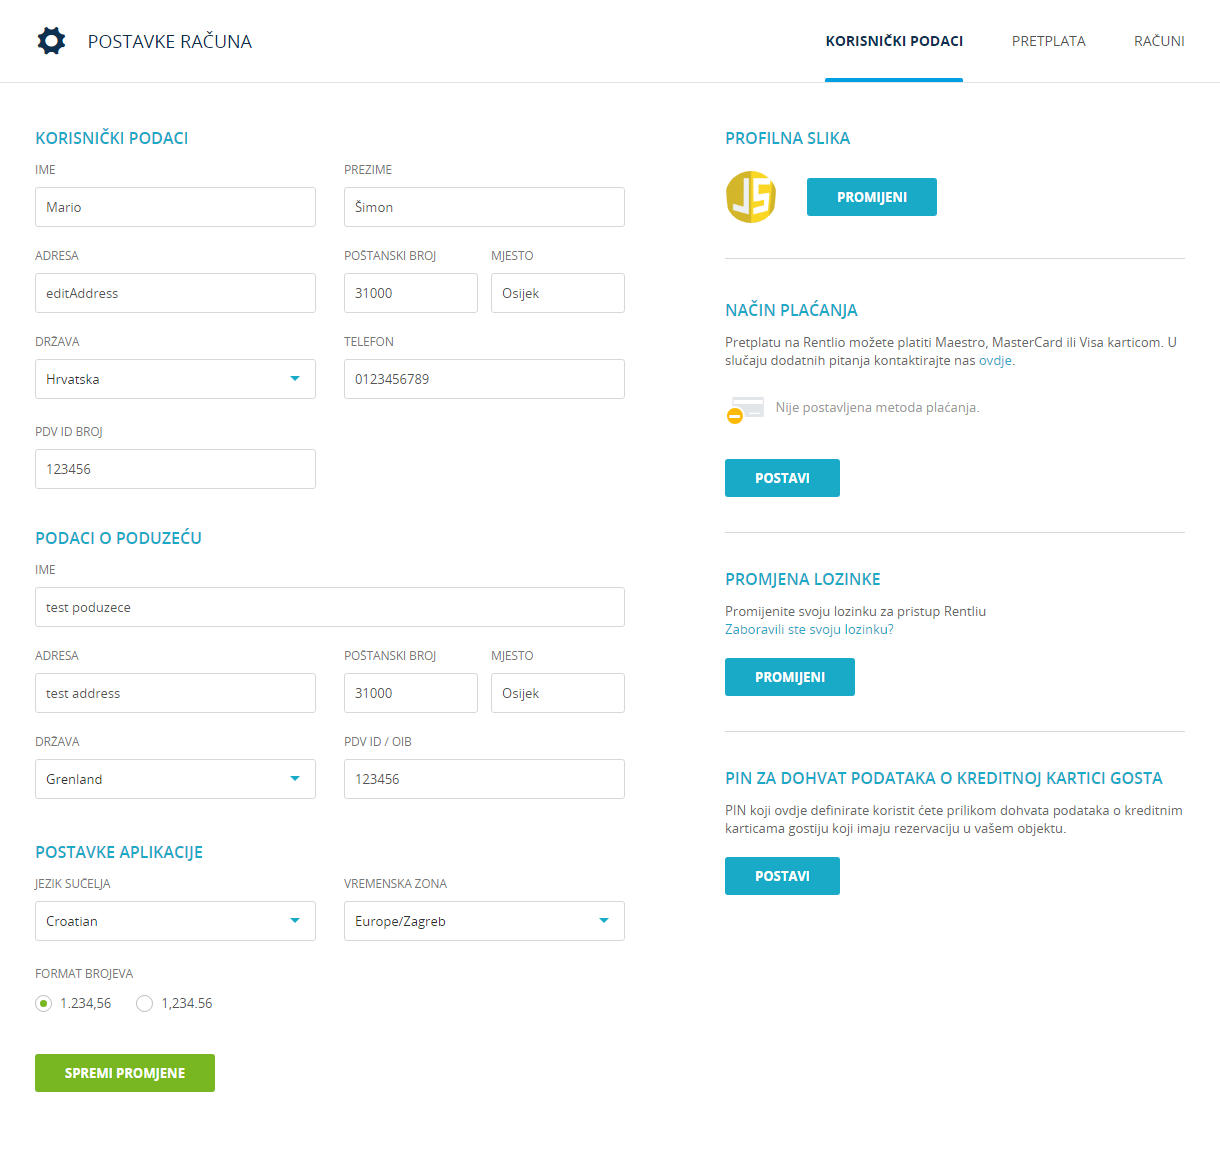 POSTAVKE RAČUNA
KORISNIČKI PODACI
PRETPLATA
RAČUNI
KORISNIČKI PODACI
IME
PREZIME
Mario
Šimon
ADRESA
POŠTANSKI BROJ
MJESTO
editAddress
31000
Osijek
DRŽAVA
TELEFON
Hrvatska
0123456789
PDV ID BROJ
123456
PODACI O PODUZEĆU
IME
test poduzece
ADRESA
POŠTANSKI BROJ
MJESTO
test address
31000
Osijek
DRŽAVA
PDV ID / OIB
Grenland
123456
POSTAVKE APLIKACIJE
JEZIK SUČELJA
VREMENSKA ZONA
Croatian
Europe/Zagreb
FORMAT BROJEVA
1.234,56
1,234.56
SPREMI PROMJENE
PROFILNA SLIKA
JS
PROMIJENI
NAČIN PLAĆANJA
Pretplatu na Rentlio možete platiti Maestro, MasterCard ili Visa karticom. U
slučaju dodatnih pitanja kontaktirajte nas ovdje.
Nije postavljena metoda plaćanja.
POSTAVI
PROMJENA LOZINKE
Promijenite svoju lozinku za pristup Rentliu
Zaboravili ste svoju lozinku?
PROMIJENI
PIN ZA DOHVAT PODATAKA O KREDITNOJ KARTICI GOSTA
PIN koji ovdje definirate koristit ćete prilikom dohvata podataka o kreditnim
karticama gostiju koji imaju rezervaciju u vašem objektu.
POSTAVI